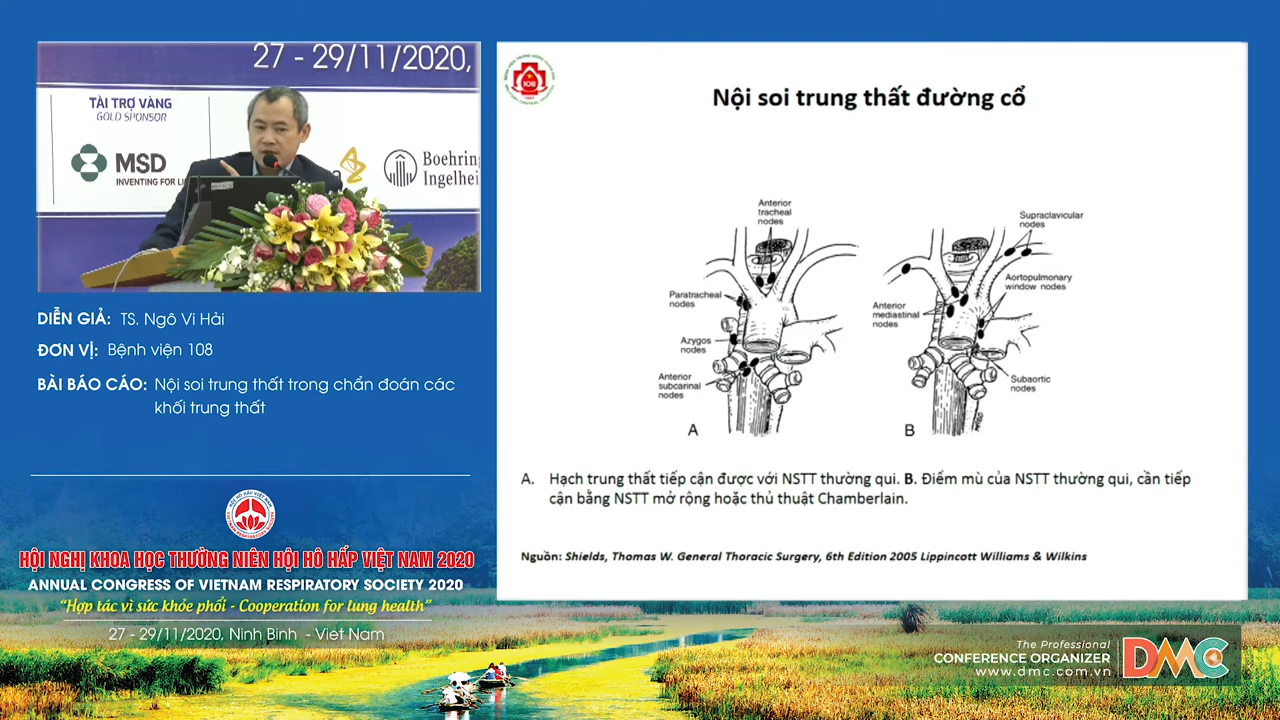 27 - 29/11/2020,
TÀI TRỢ VÀNG
GOLD SPONSOR
MSD
INVENTING FOR LI
Boehring
Ingelhei
DIỄN GIẢ: TS. Ngô Vi Hải
ĐƠN VỊ: Bệnh viện 108
BÀI BÁO CÁO: Nội soi trung thất trong chẩn đoán các
khối trung thất
HỘI NGHỊ KHOA HỌC THƯỜNG NIÊN HỘI HÔ HẤP VIỆT NAM 2020
ANNUAL CONGRESS OF VIETNAM RESPIRATORY SOCIETY 2020
“Hợp tác vì sức khỏe phổi - Cooperation for lung health”
27 - 29/11/2020, Ninh Binh - Viet Nam
108
Nội soi trung thất đường cổ
Anterior
tracheal
nodes
Paratracheal
nodes
Azygos
nodes
Anterior
subcarinal
nodes
A
Supraclavicular
nodes
Aortopulmonary
window nodes
Anterior
mediastinal
nodes
Subaortic
nodes
B
A. Hạch trung thất tiếp cận được với NSTT thường qui. B. Điểm mù của NSTT thường qui, cần tiếp
cận bằng NSTT mở rộng hoặc thủ thuật Chamberlain.
Nguồn: Shields, Thomas W. General Thoracic Surgery, 6th Edition 2005 Lippincott Williams & Wilkins
The Professional
CONFERENCE ORGANIZER
www.dmc.com.vn
DMC